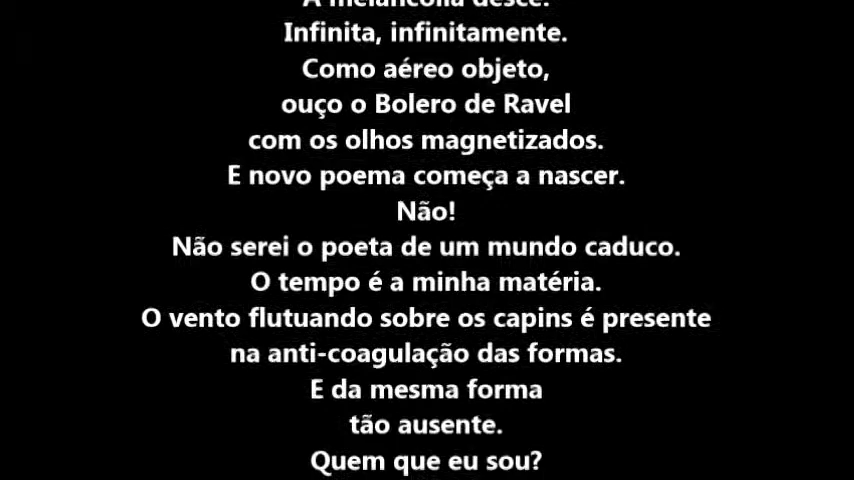 A melancolia desce.
Infinita, infinitamente.
Como aéreo objeto,
ouço o Bolero de Ravel
com os olhos magnetizados.
E novo poema começa a nascer.
Não!
Não serei o poeta de um mundo caduco.
O tempo é a minha matéria.
O vento flutuando sobre os capins é presente
na anti-coagulação das formas.
E da mesma forma
tão ausente.
Quem que eu sou?